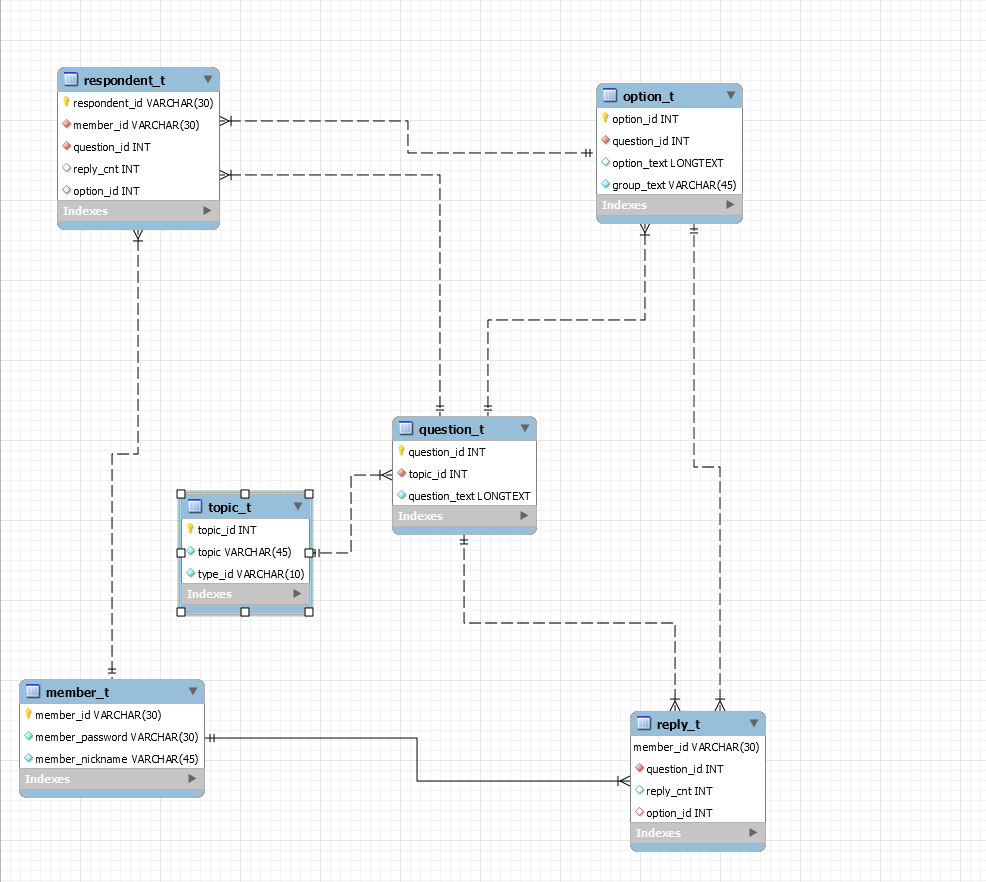 respondent_t
respondent_id VARCHAR(30)
member_id VARCHAR(30)
question_id INT
reply_cnt INT
option_id INT
Indexes
option_t
option_id INT
question_id INT
option_text LONGTEXT
group_text VARCHAR(45)
Indexes
question_t
question_id INT
topic_id INT
question_text LONGTEXT
Indexes
topic_t
topic_id INT
topic VARCHAR(45)
type_id VARCHAR(10)
Indexes
member_t
member_id VARCHAR(30)
member_password VARCHAR(30)
member_nickname VARCHAR(45)
Indexes
reply_t
member_id VARCHAR(30)
question_id INT
reply_cnt INT
option_id INT
Indexes